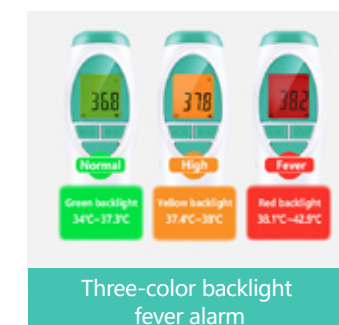 36.8
37.8
38.2
Normal
High
Fever
Green backlight
34℃~37.3℃
Yellow backlight
37.4℃~38℃
Red backlight
38.1℃~42.9℃
Three-color backlight
fever alarm